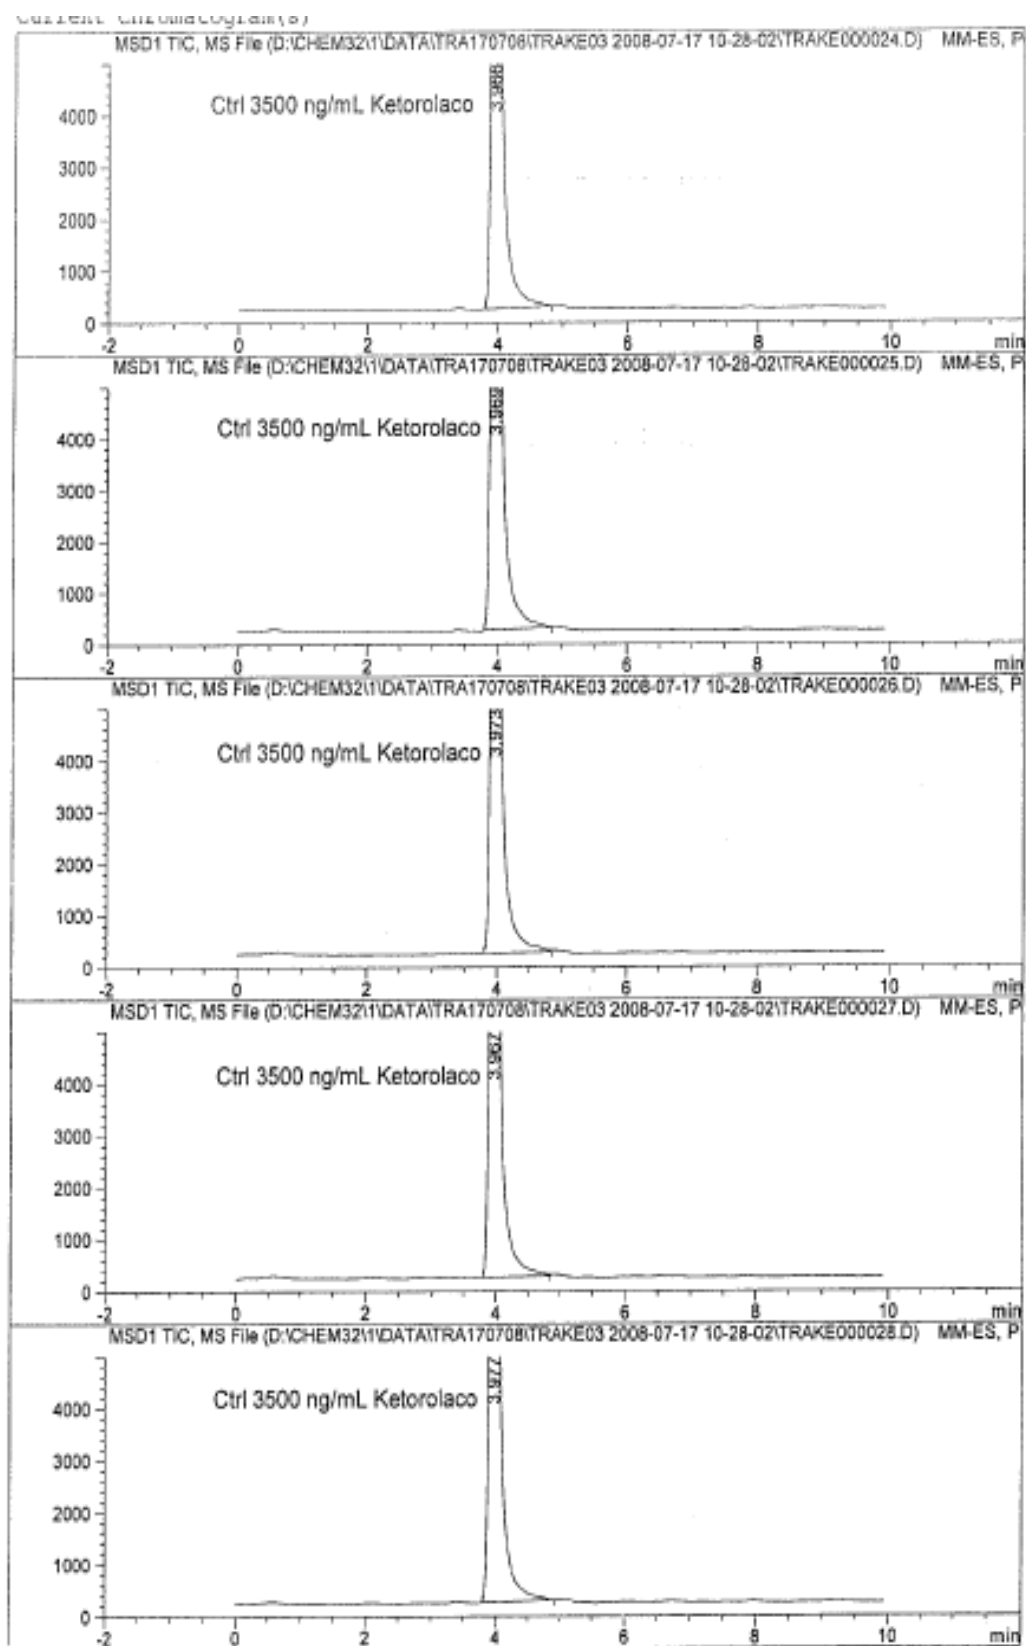 Current Chromatogram(s)
MSD1 TIC, MS File (D:\CHEM32\1\DATA\TRA170708\TRAKE03 2008-07-17 10-28-02\TRAKE000024.D) MM-ES, P
3.966
Ctrl 3500 ng/mL Ketorolaco
4000
3000
2000
1000
0
-2 0 2 4 6 8 10 min
MSD1 TIC, MS File (D:\CHEM32\1\DATA\TRA170708\TRAKE03 2008-07-17 10-28-02\TRAKE000025.D) MM-ES, P
3.969
Ctrl 3500 ng/mL Ketorolaco
4000
3000
2000
1000
0
-2 0 2 4 6 8 10 min
MSD1 TIC, MS File (D:\CHEM32\1\DATA\TRA170708\TRAKE03 2008-07-17 10-28-02\TRAKE000026.D) MM-ES, P
3.973
Ctrl 3500 ng/mL Ketorolaco
4000
3000
2000
1000
0
-2 0 2 4 6 8 10 min
MSD1 TIC, MS File (D:\CHEM32\1\DATA\TRA170708\TRAKE03 2008-07-17 10-28-02\TRAKE000027.D) MM-ES, P
3.967
Ctrl 3500 ng/mL Ketorolaco
4000
3000
2000
1000
0
-2 0 2 4 6 8 10 min
MSD1 TIC, MS File (D:\CHEM32\1\DATA\TRA170708\TRAKE03 2008-07-17 10-28-02\TRAKE000028.D) MM-ES, P
3.977
Ctrl 3500 ng/mL Ketorolaco
4000
3000
2000
1000
0
-2 0 2 4 6 8 10 min